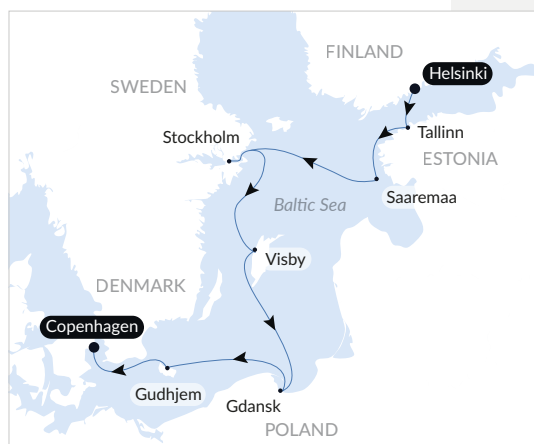 FINLAND
Helsinki
SWEDEN
Stockholm
Tallinn
ESTONIA
Saaremaa
Baltic Sea
Visby
DENMARK
Copenhagen
Gudhjem
Gdansk
POLAND